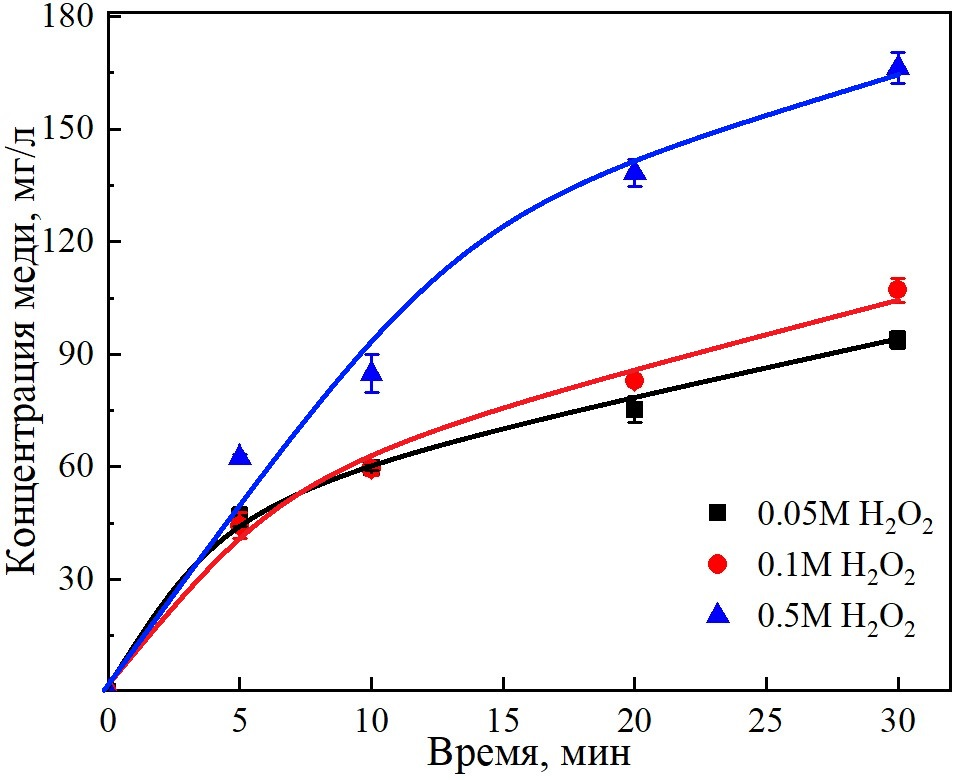 180
150
120
90
60
30
Концентрация меди, мг/л
0.05M H₂O₂
0.1M H₂O₂
0.5M H₂O₂
0 5 10 15 20 25 30
Время, мин